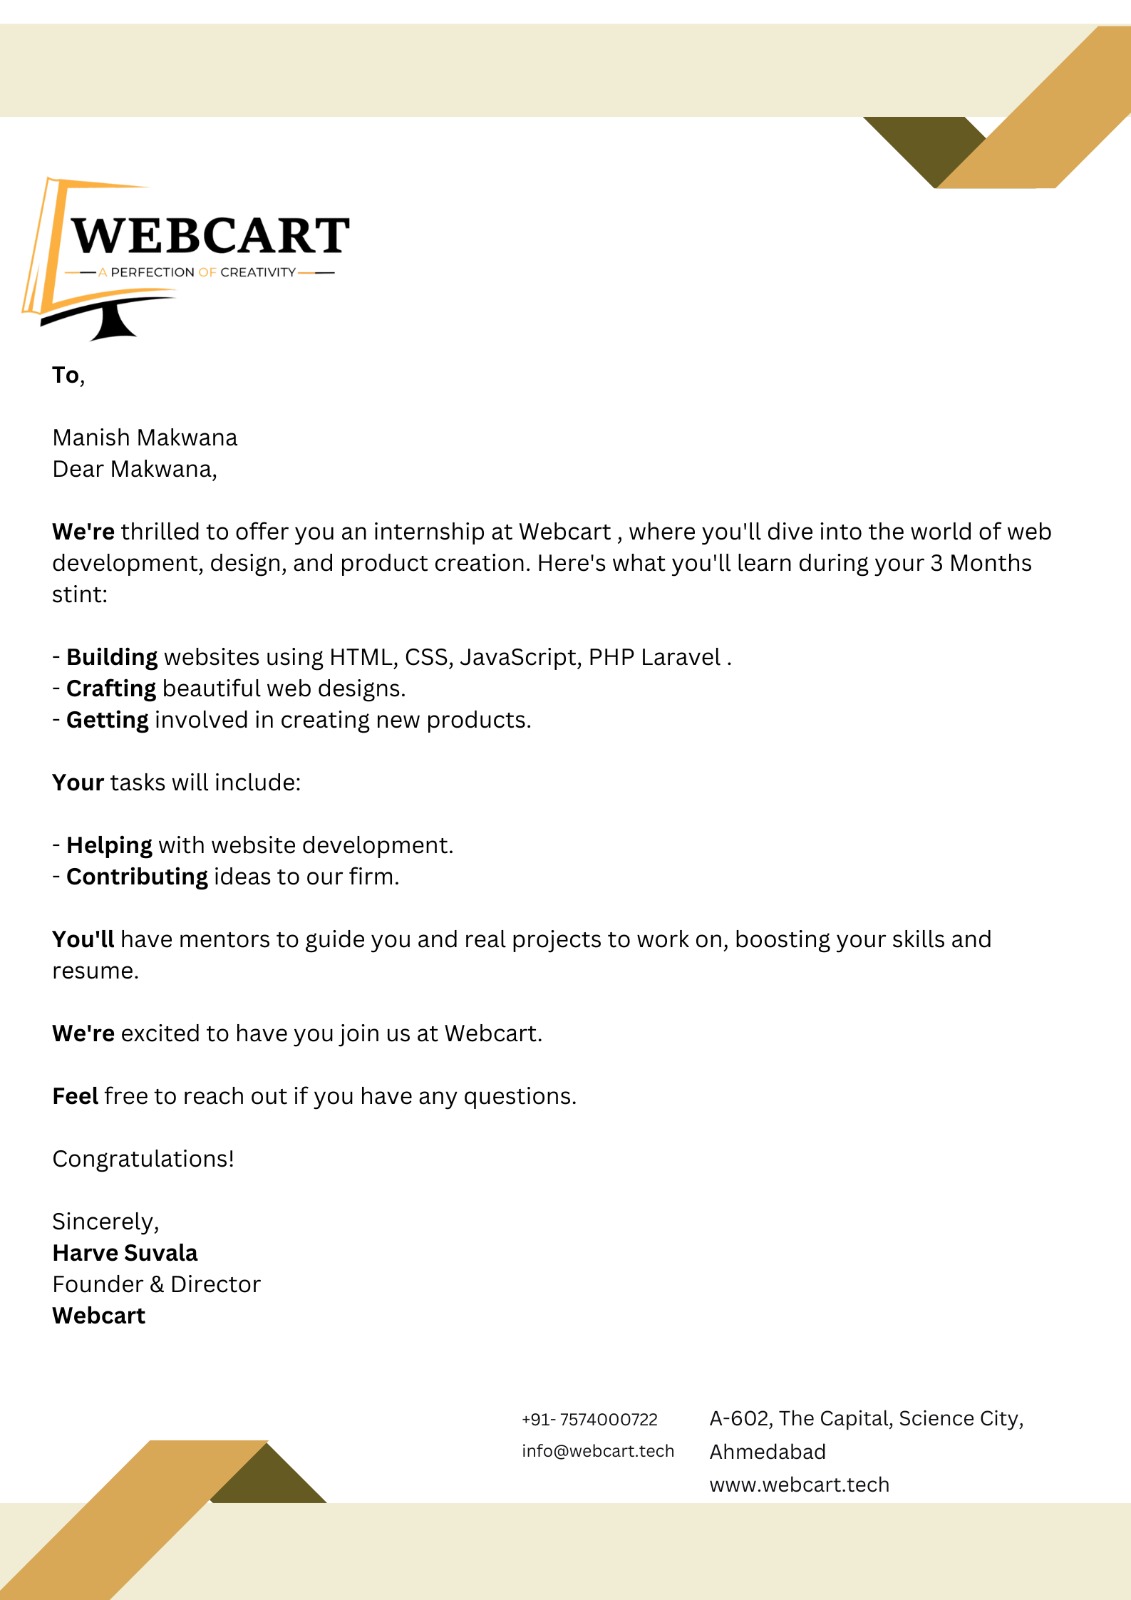 WEBCART
A PERFECTION OF CREATIVITY
To,
Manish Makwana
Dear Makwana,
We're thrilled to offer you an internship at Webcart , where you'll dive into the world of web
development, design, and product creation. Here's what you'll learn during your 3 Months
stint:
- Building websites using HTML, CSS, JavaScript, PHP Laravel .
- Crafting beautiful web designs.
- Getting involved in creating new products.
Your tasks will include:
- Helping with website development.
- Contributing ideas to our firm.
You'll have mentors to guide you and real projects to work on, boosting your skills and
resume.
We're excited to have you join us at Webcart.
Feel free to reach out if you have any questions.
Congratulations!
Sincerely,
Harve Suvala
Founder & Director
Webcart
+91- 7574000722
info@webcart.tech
A-602, The Capital, Science City,
Ahmedabad
www.webcart.tech